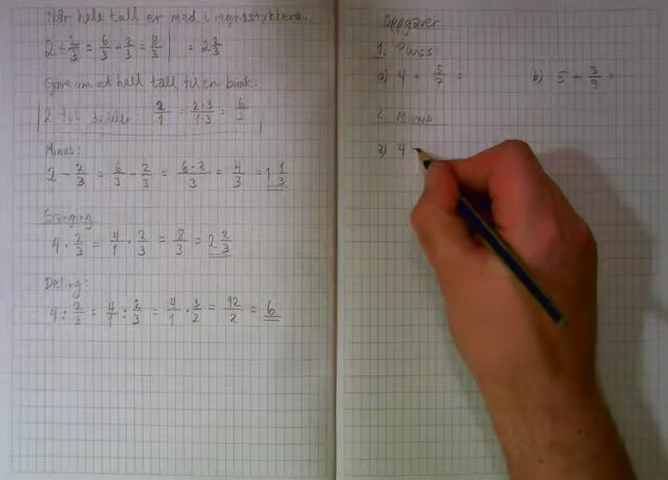 Når hele tall er med i regnestykkene.
2 + 2/3 = 6/3 + 2/3 = 8/3 | = 2 2/3
Gjøre om et helt tall til en brøk:
2 til 2/1 = 2·3/1·3 = 6/3
Minus:
2 - 2/3 = 6/3 - 2/3 = 6-2/3 = 4/3 = 1 1/3
Ganging
4 · 2/3 = 4/1 · 2/3 = 8/3 = 2 2/3
Deling:
4 : 2/3 = 4/1 : 2/3 = 4/1 · 3/2 = 12/2 = 6
Oppgaver
1. Pluss:
a) 4 + 5/7 =
b) 5 + 3/9 =
2. Minus
a) 4 -